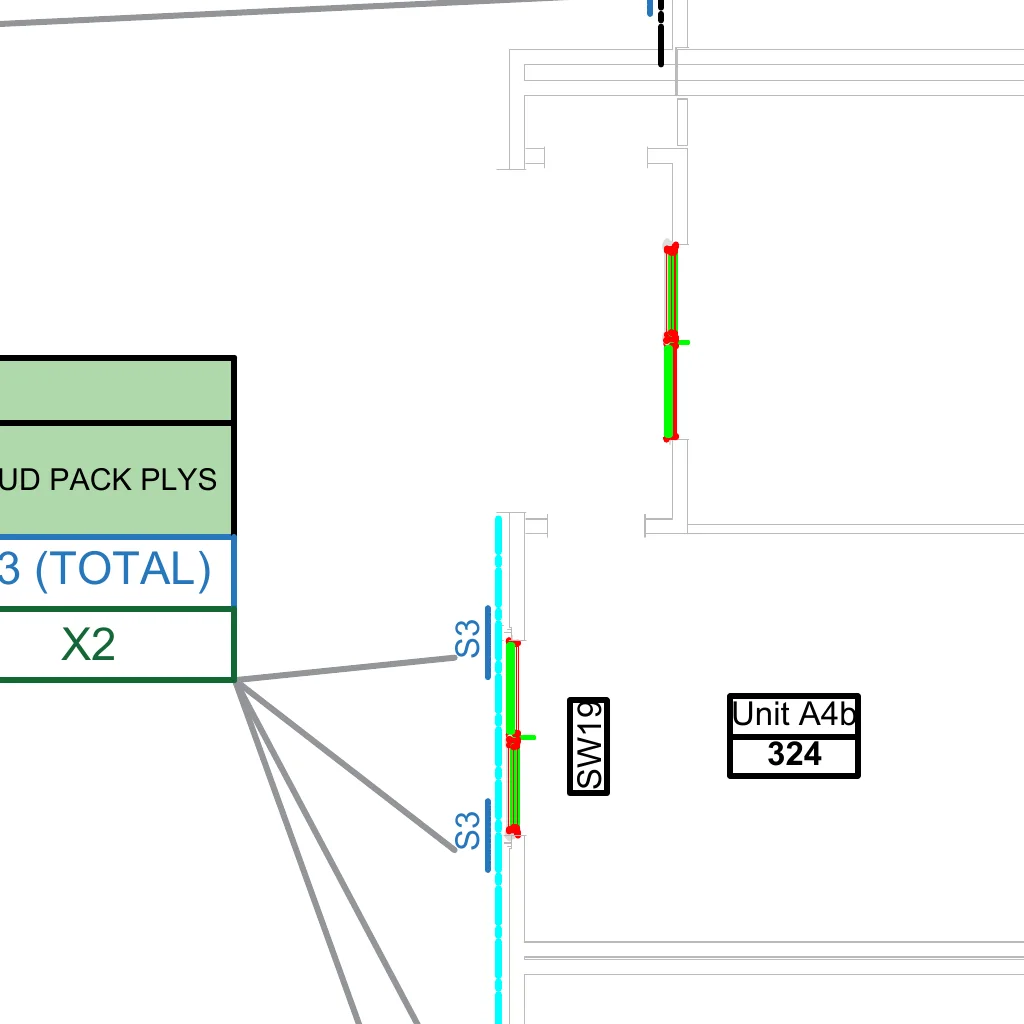 UD PACK PLYS
3 (TOTAL)
X2
S3
SW19
Unit A4b
324
S3